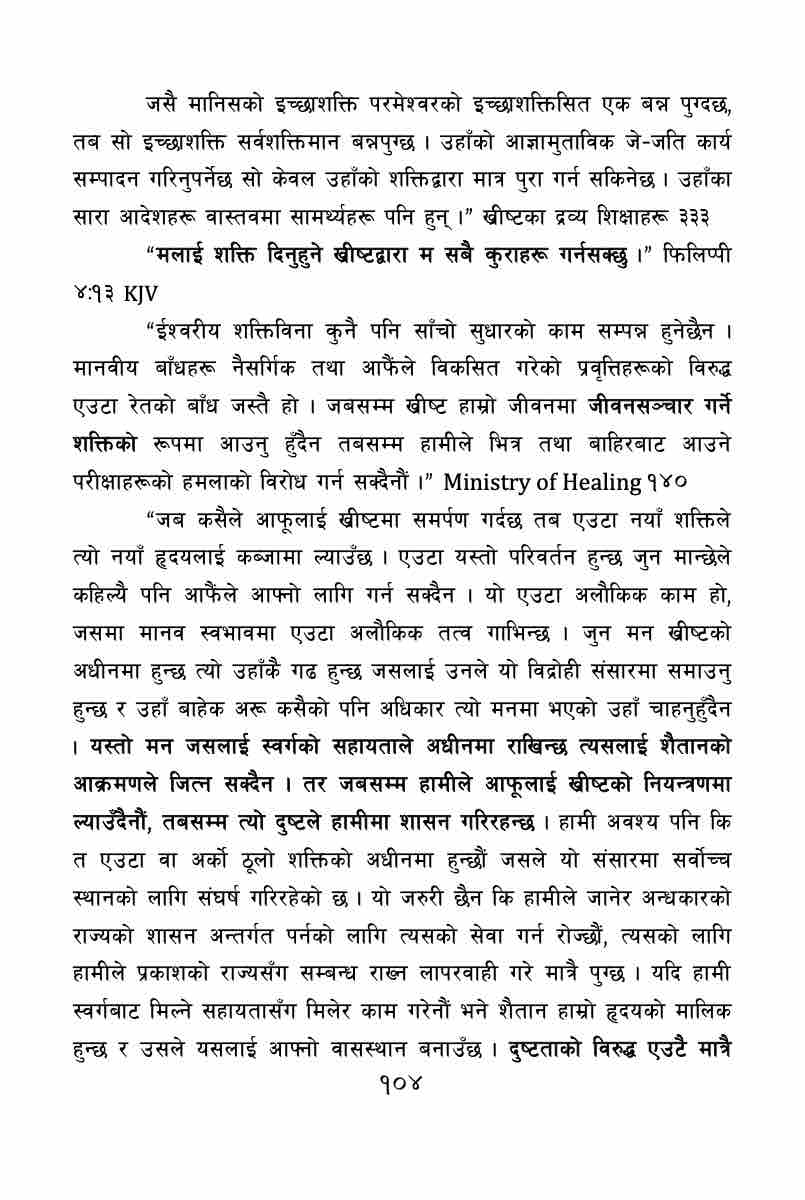 जसै मानिसको इच्छाशक्ति परमेश्वरको इच्छाशक्तिसित एक बन्न पुग्दछ,
तब सो इच्छाशक्ति सर्वशक्तिमान बन्नपुग्छ । उहाँको आज्ञामुताविक जे-जति कार्य
सम्पादन गरिनुपर्नेछ सो केवल उहाँको शक्तिद्वारा मात्र पुरा गर्न सकिनेछ । उहाँका
सारा आदेशहरू वास्तवमा सामर्थ्यहरू पनि हुन् ।” ख्रीष्टका द्रव्य शिक्षाहरू ३३३
“मलाई शक्ति दिनुहुने ख्रीष्टद्वारा म सबै कुराहरू गर्नसक्छु ।” फिलिप्पी
४:१३ KJV
“ईश्वरीय शक्तिविना कुनै पनि साँचो सुधारको काम सम्पन्न हुनेछैन ।
मानवीय बाँधहरू नैसर्गिक तथा आफैंले विकसित गरेको प्रवृत्तिहरूको विरुद्ध
एउटा रेतको बाँध जस्तै हो । जबसम्म ख्रीष्ट हाम्रो जीवनमा जीवनसञ्चार गर्ने
शक्तिको रूपमा आउनु हुँदैन तबसम्म हामीले भित्र तथा बाहिरबाट आउने
परीक्षाहरूको हमलाको विरोध गर्न सक्दैनौं ।” Ministry of Healing १४०
“जब कसैले आफूलाई ख्रीष्टमा समर्पण गर्दछ तब एउटा नयाँ शक्तिले
त्यो नयाँ हृदयलाई कब्जामा ल्याउँछ । एउटा यस्तो परिवर्तन हुन्छ जुन मान्छेले
कहिल्यै पनि आफैंले आफ्नो लागि गर्न सक्दैन । यो एउटा अलौकिक काम हो,
जसमा मानव स्वभावमा एउटा अलौकिक तत्व गाभिन्छ । जुन मन ख्रीष्टको
अधीनमा हुन्छ त्यो उहाँकै गढ हुन्छ जसलाई उनले यो विद्रोही संसारमा समाउनु
हुन्छ र उहाँ बाहेक अरू कसैको पनि अधिकार त्यो मनमा भएको उहाँ चाहनुहुँदैन
। यस्तो मन जसलाई स्वर्गको सहायताले अधीनमा राखिन्छ त्यसलाई शैतानको
आक्रमणले जित्न सक्दैन । तर जबसम्म हामीले आफूलाई ख्रीष्टको नियन्त्रणमा
ल्याउँदैनौं, तबसम्म त्यो दुष्टले हामीमा शासन गरिरहन्छ । हामी अवश्य पनि कि
त एउटा वा अर्को ठूलो शक्तिको अधीनमा हुन्छौं जसले यो संसारमा सर्वोच्च
स्थानको लागि संघर्ष गरिरहेको छ । यो जरुरी छैन कि हामीले जानेर अन्धकारको
राज्यको शासन अन्तर्गत पर्नको लागि त्यसको सेवा गर्न रोज्छौं, त्यसको लागि
हामीले प्रकाशको राज्यसंग सम्बन्ध राख्न लापरवाही गरे मात्रै पुग्छ । यदि हामी
स्वर्गबाट मिल्ने सहायतासँग मिलेर काम गरेनौं भने शैतान हाम्रो हृदयको मालिक
हुन्छ र उसले यसलाई आफ्नो वासस्थान बनाउँछ । दुष्टताको विरुद्ध एउटै मात्रै
१०४